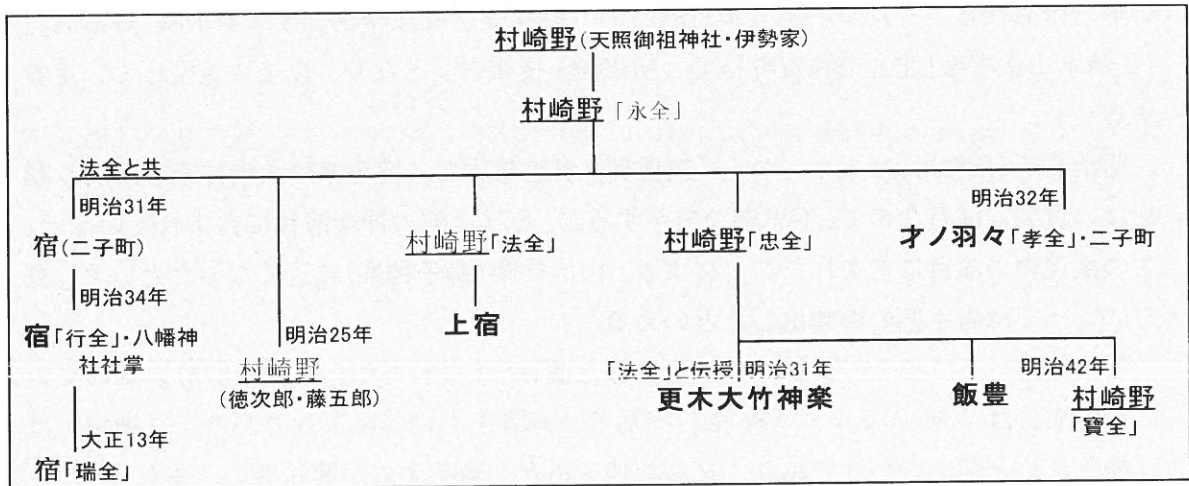 村崎野(天照御祖神社・伊勢家)
村崎野「永全」
法全と共
明治31年
宿(二子町)
明治34年
宿「行全」・八幡神
社社掌
大正13年
宿「瑞全」
明治25年
村崎野
(徳次郎・藤五郎)
村崎野「法全」
上宿
村崎野「忠全」
「法全」と伝授
明治31年
更木大竹神楽
飯豊
明治42年
村崎野
「寶全」
明治32年
才ノ羽々「孝全」・二子町